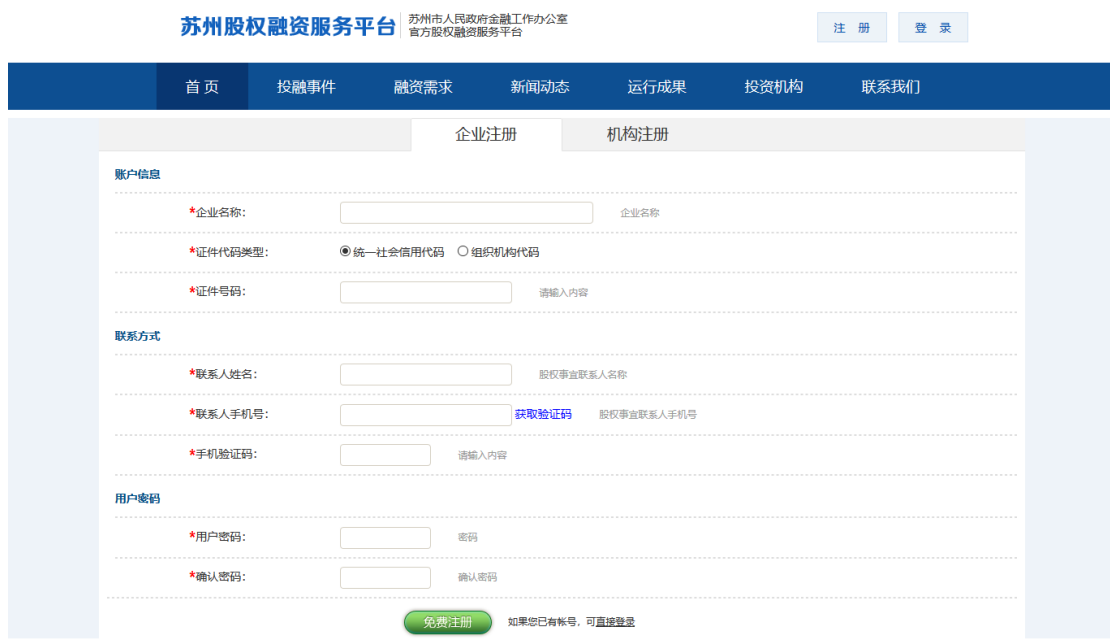 苏州股权融资服务平台
苏州市人民政府金融工作办公室
官方股权融资服务平台
注 册
登 录
首 页 投融事件 融资需求 新闻动态 运行成果 投资机构 联系我们
企业注册 机构注册
账户信息
*企业名称： 企业名称
*证件代码类型： 统一社会信用代码 组织机构代码
*证件号码： 请输入内容
联系方式
*联系人姓名： 股权事宜联系人名称
*联系人手机号： 获取验证码 股权事宜联系人手机号
*手机验证码： 请输入内容
用户密码
*用户密码： 密码
*确认密码： 确认密码
免费注册 如果您已有帐号，可直接登录